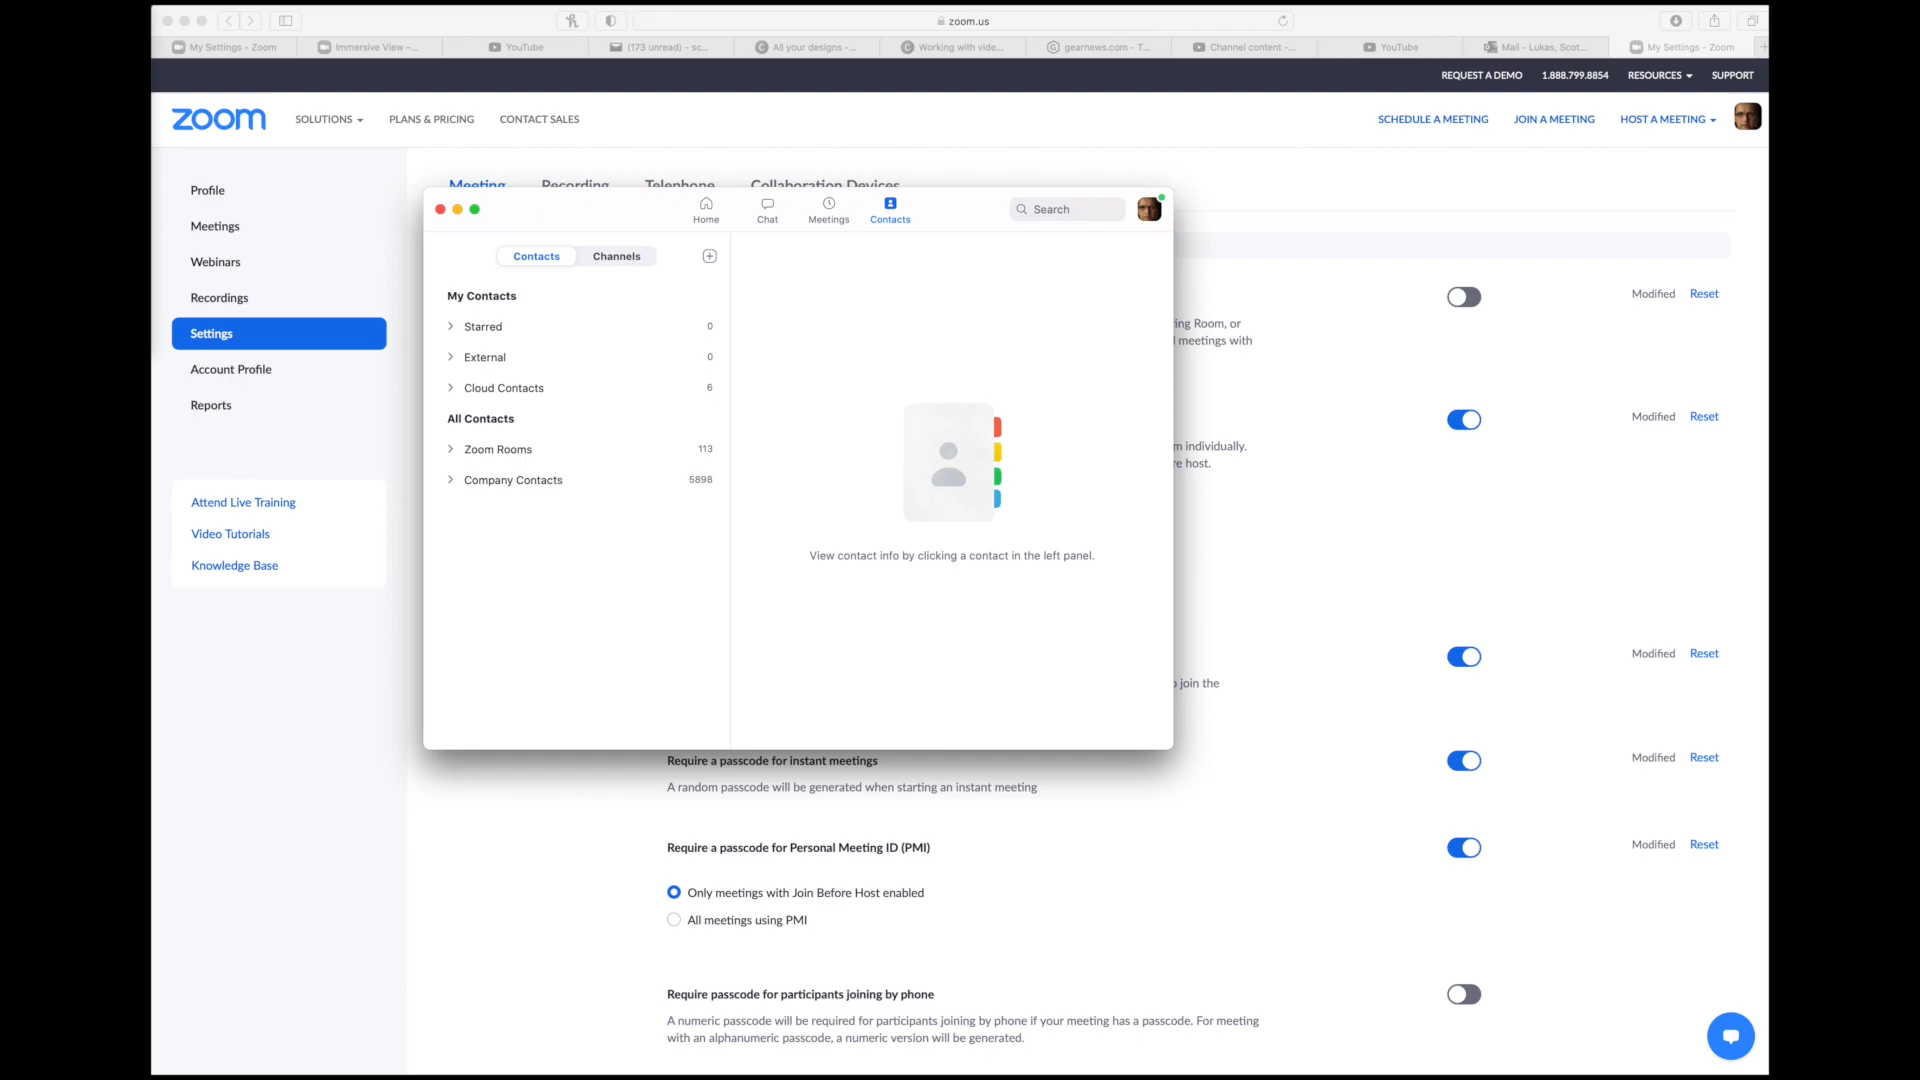 zoom.us
My Settings - Zoom
Immersive View –...
YouTube
(173 unread) - sc...
All your designs -...
Working with vide...
gearnews.com - T...
Channel content -...
YouTube
Mail - Lukas, Scot...
My Settings - Zoom
REQUEST A DEMO
1.888.799.8854
RESOURCES
SUPPORT
zoom
SOLUTIONS
PLANS & PRICING
CONTACT SALES
SCHEDULE A MEETING
JOIN A MEETING
HOST A MEETING
Profile
Meetings
Webinars
Recordings
Settings
Account Profile
Reports
Attend Live Training
Video Tutorials
Knowledge Base
Meeting
Recording
Telephone
Collaboration Devices
Home
Chat
Meetings
Contacts
Search
Contacts
Channels
My Contacts
Starred 0
External 0
Cloud Contacts 6
All Contacts
Zoom Rooms 113
Company Contacts 5898
View contact info by clicking a contact in the left panel.
Modified Reset
ing Room, or
meetings with
Modified Reset
m individually.
re host.
Modified Reset
join the
Require a passcode for instant meetings
Modified Reset
A random passcode will be generated when starting an instant meeting
Require a passcode for Personal Meeting ID (PMI)
Modified Reset
Only meetings with Join Before Host enabled
All meetings using PMI
Require passcode for participants joining by phone
A numeric passcode will be required for participants joining by phone if your meeting has a passcode. For meeting
with an alphanumeric passcode, a numeric version will be generated.